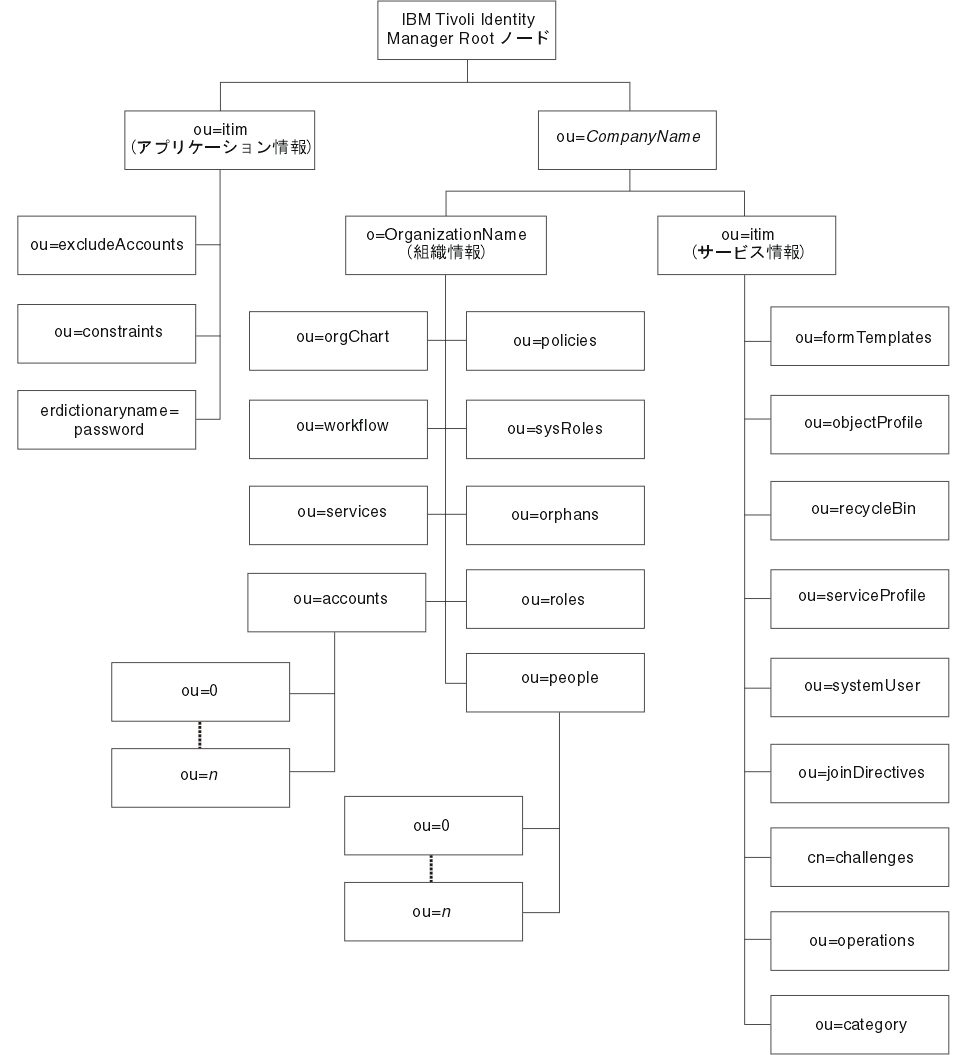 IBM Tivoli Identity
Manager Root ノード
ou=itim
(アプリケーション情報)
ou=CompanyName
ou=excludeAccounts
ou=constraints
erdictionaryname=
password
o=OrganizationName
(組織情報)
ou=itim
(サービス情報)
ou=orgChart
ou=policies
ou=workflow
ou=sysRoles
ou=services
ou=orphans
ou=accounts
ou=roles
ou=people
ou=0
ou=n
ou=0
ou=n
ou=formTemplates
ou=objectProfile
ou=recycleBin
ou=serviceProfile
ou=systemUser
ou=joinDirectives
cn=challenges
ou=operations
ou=category